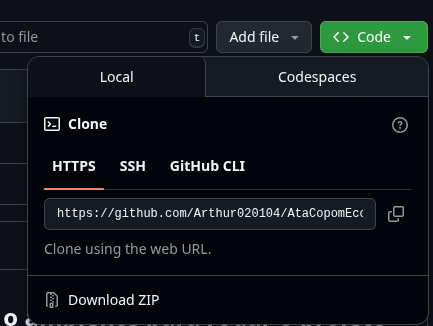 to file
t
Add file
Code
Local
Codespaces
Clone
HTTPS
SSH
GitHub CLI
https://github.com/Arthur020104/AtaCopomEcc
Clone using the web URL.
Download ZIP